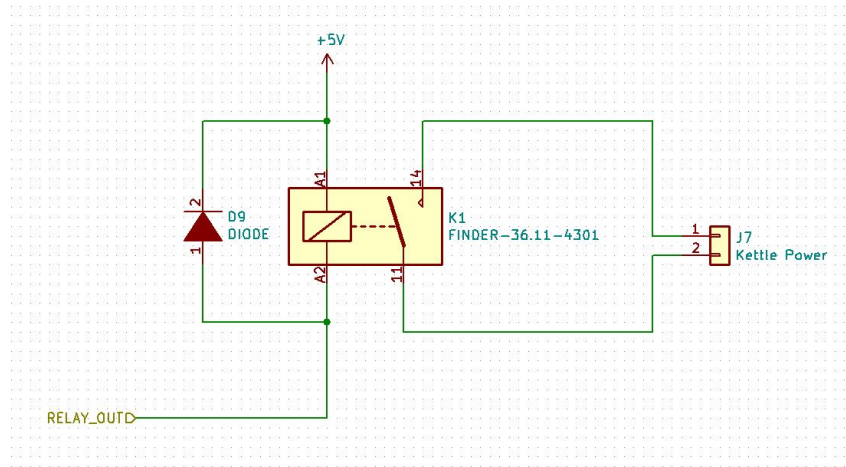 +5V
A1
14
2
D9
DIODE
1
K1
FINDER-36.11-4301
1
2
J7
Kettle Power
A2
11
RELAY_OUT